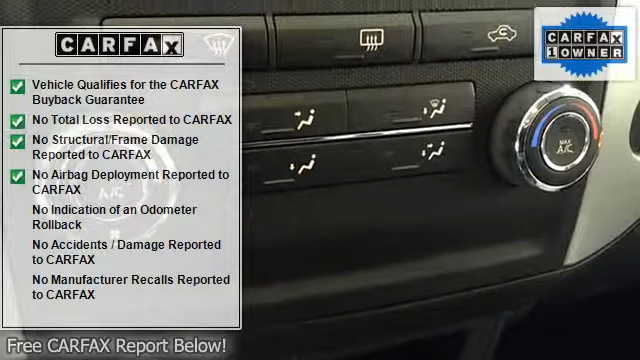 CARFAX
Vehicle Qualifies for the CARFAX
Buyback Guarantee
No Total Loss Reported to CARFAX
No Structural/Frame Damage
Reported to CARFAX
No Airbag Deployment Reported to
CARFAX
No Indication of an Odometer
Rollback
No Accidents / Damage Reported
to CARFAX
No Manufacturer Recalls Reported
to CARFAX
A/C
CARFAX
1 OWNER
MAX
A/C
Free CARFAX Report Below!